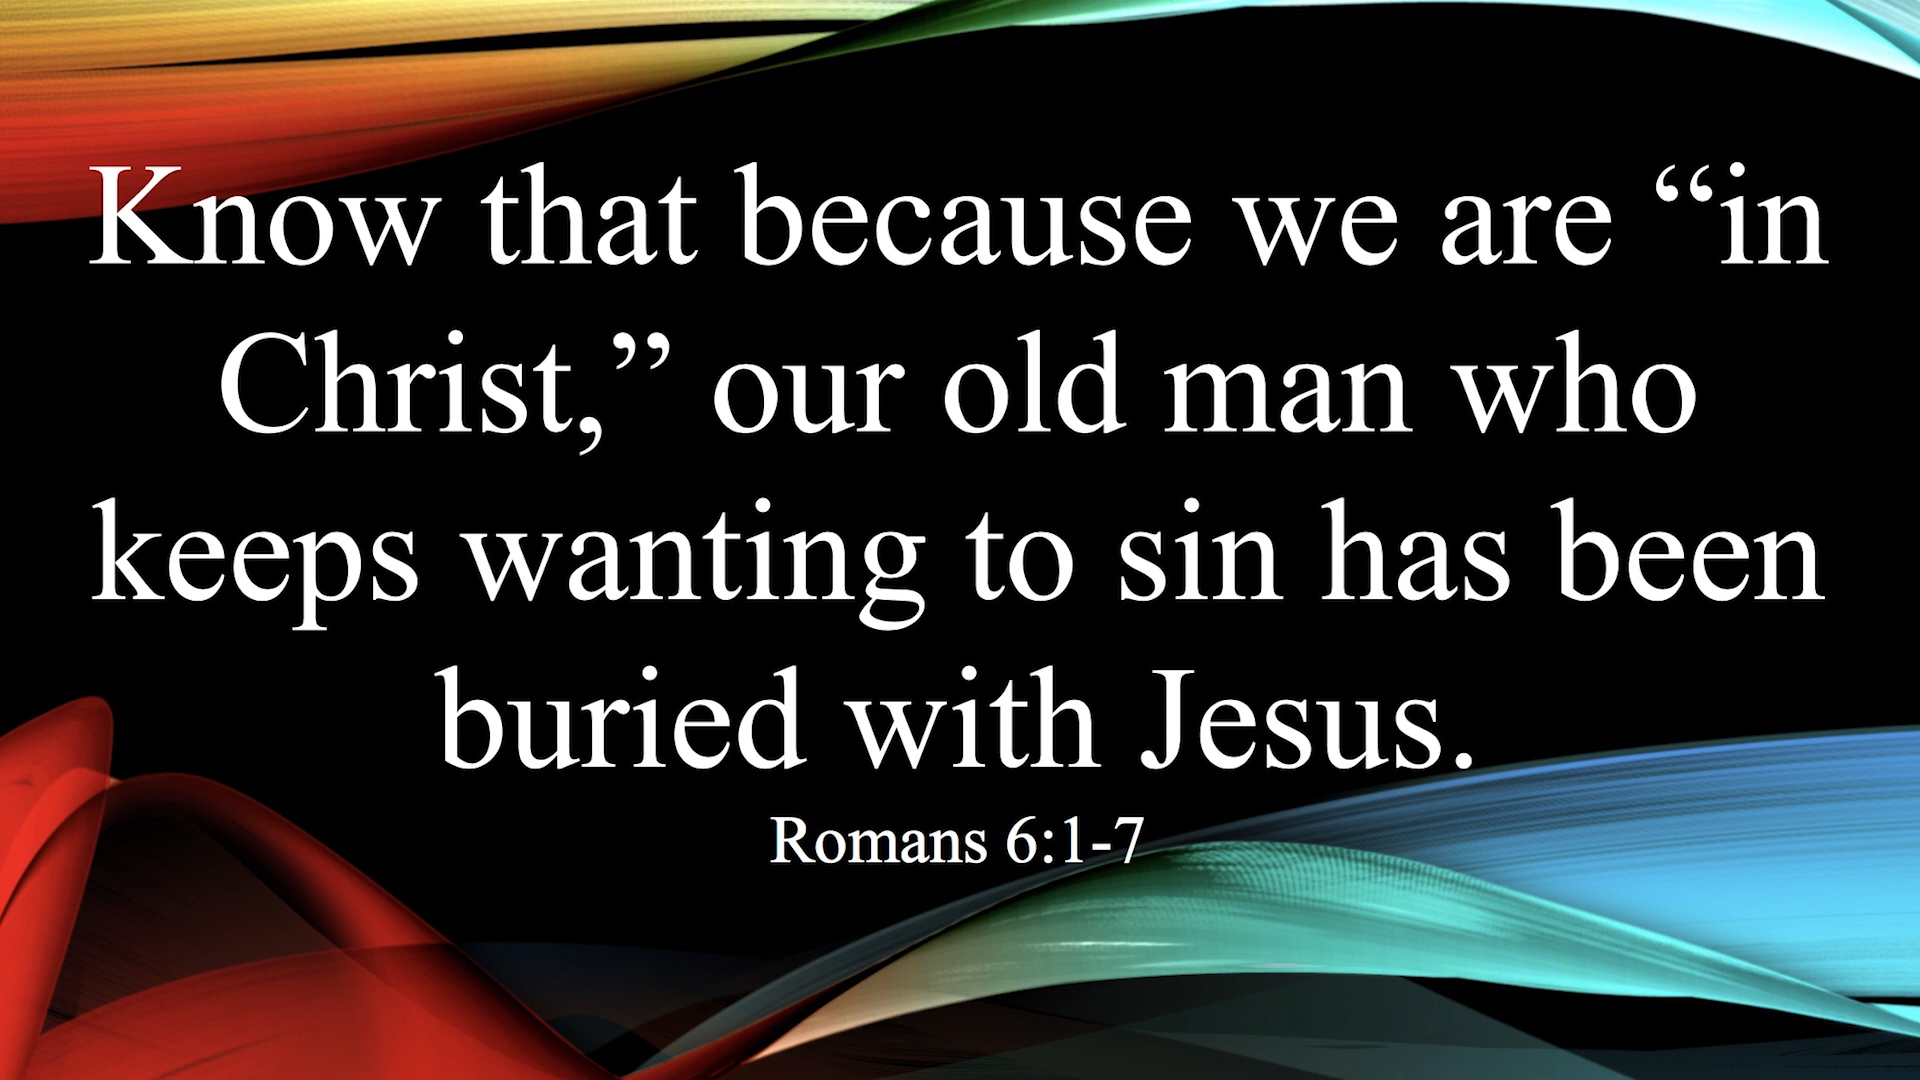 Know that because we are “in
Christ,” our old man who
keeps wanting to sin has been
buried with Jesus.
Romans 6:1-7